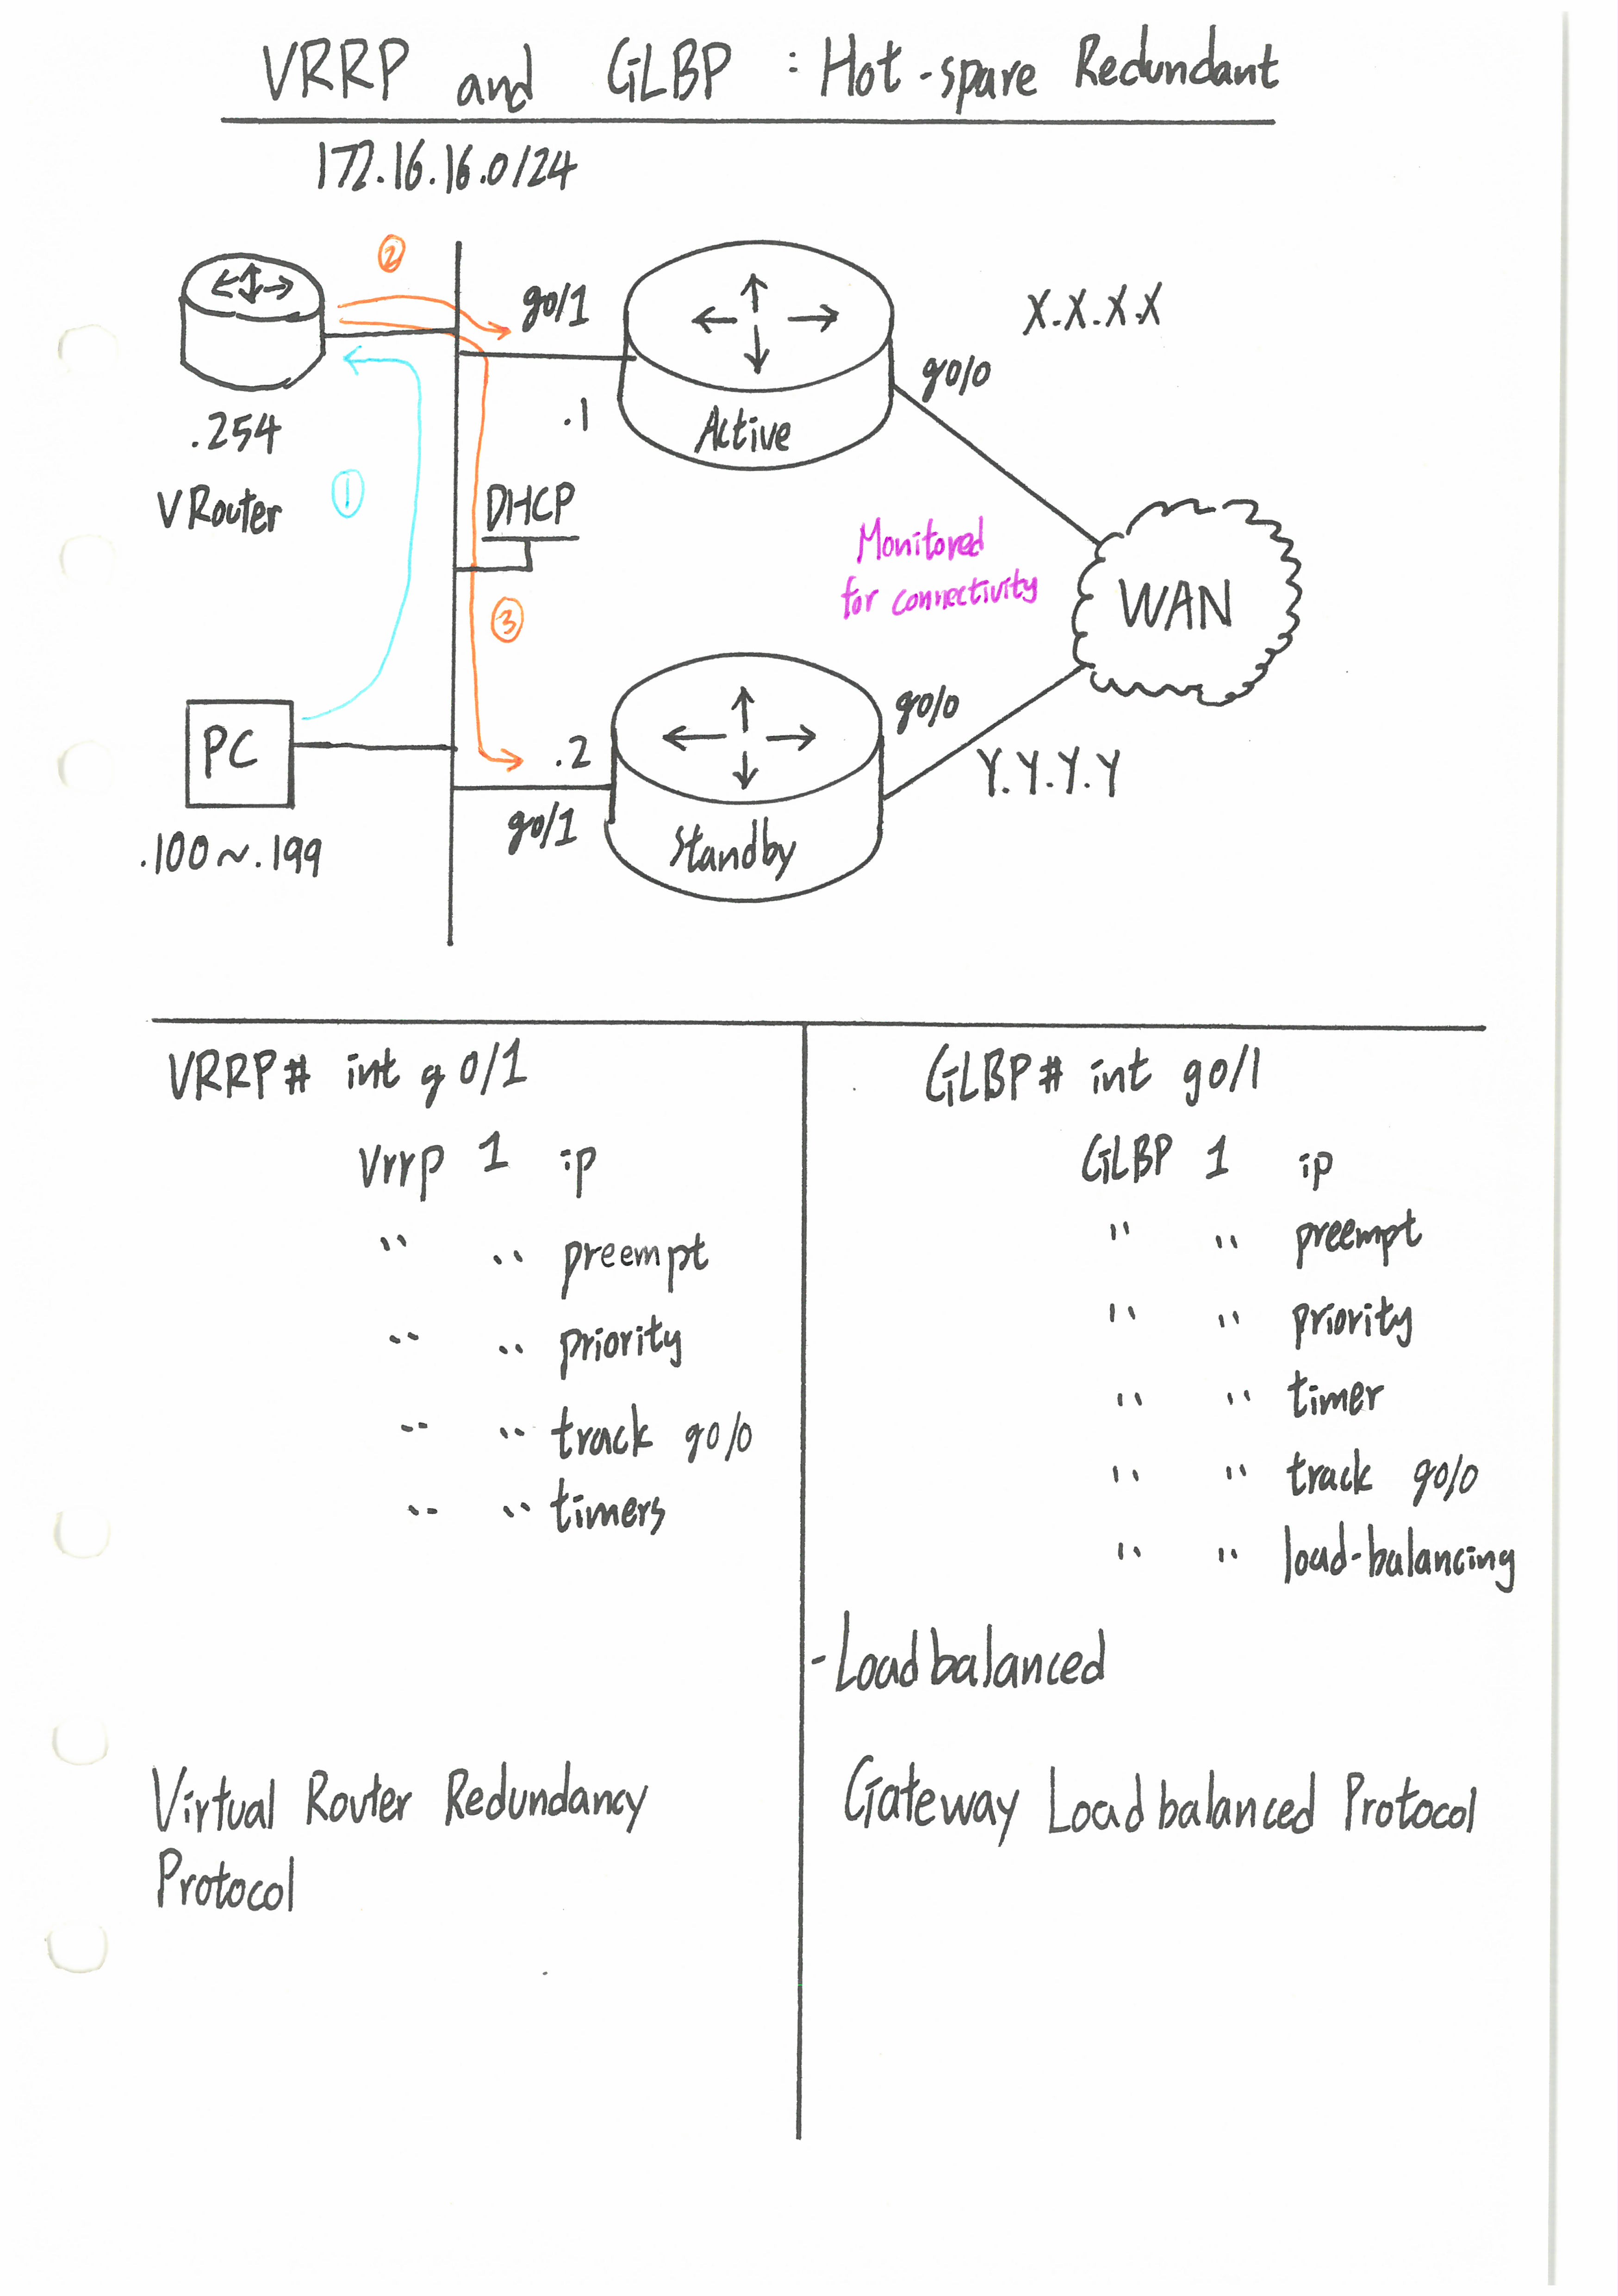 VRRP and GLBP : Hot-spare Redundant
172.16.16.0/24
②
g0/1
X.X.X.X
g0/0
.1
Active
.254
VRouter
①
DHCP
Monitored
for connectivity
WAN
③
g0/0
PC
.2
Y.Y.Y.Y
g0/1
Standby
.100~.199
VRRP# int g 0/1
Vrrp 1 ip
" " preempt
" " priority
" " track g0/0
" " timers
Virtual Router Redundancy
Protocol
GLBP# int g0/1
GLBP 1 ip
" " preempt
" " priority
" " timer
" " track g0/0
" " load-balancing
- Load balanced
Gateway Load balanced Protocol